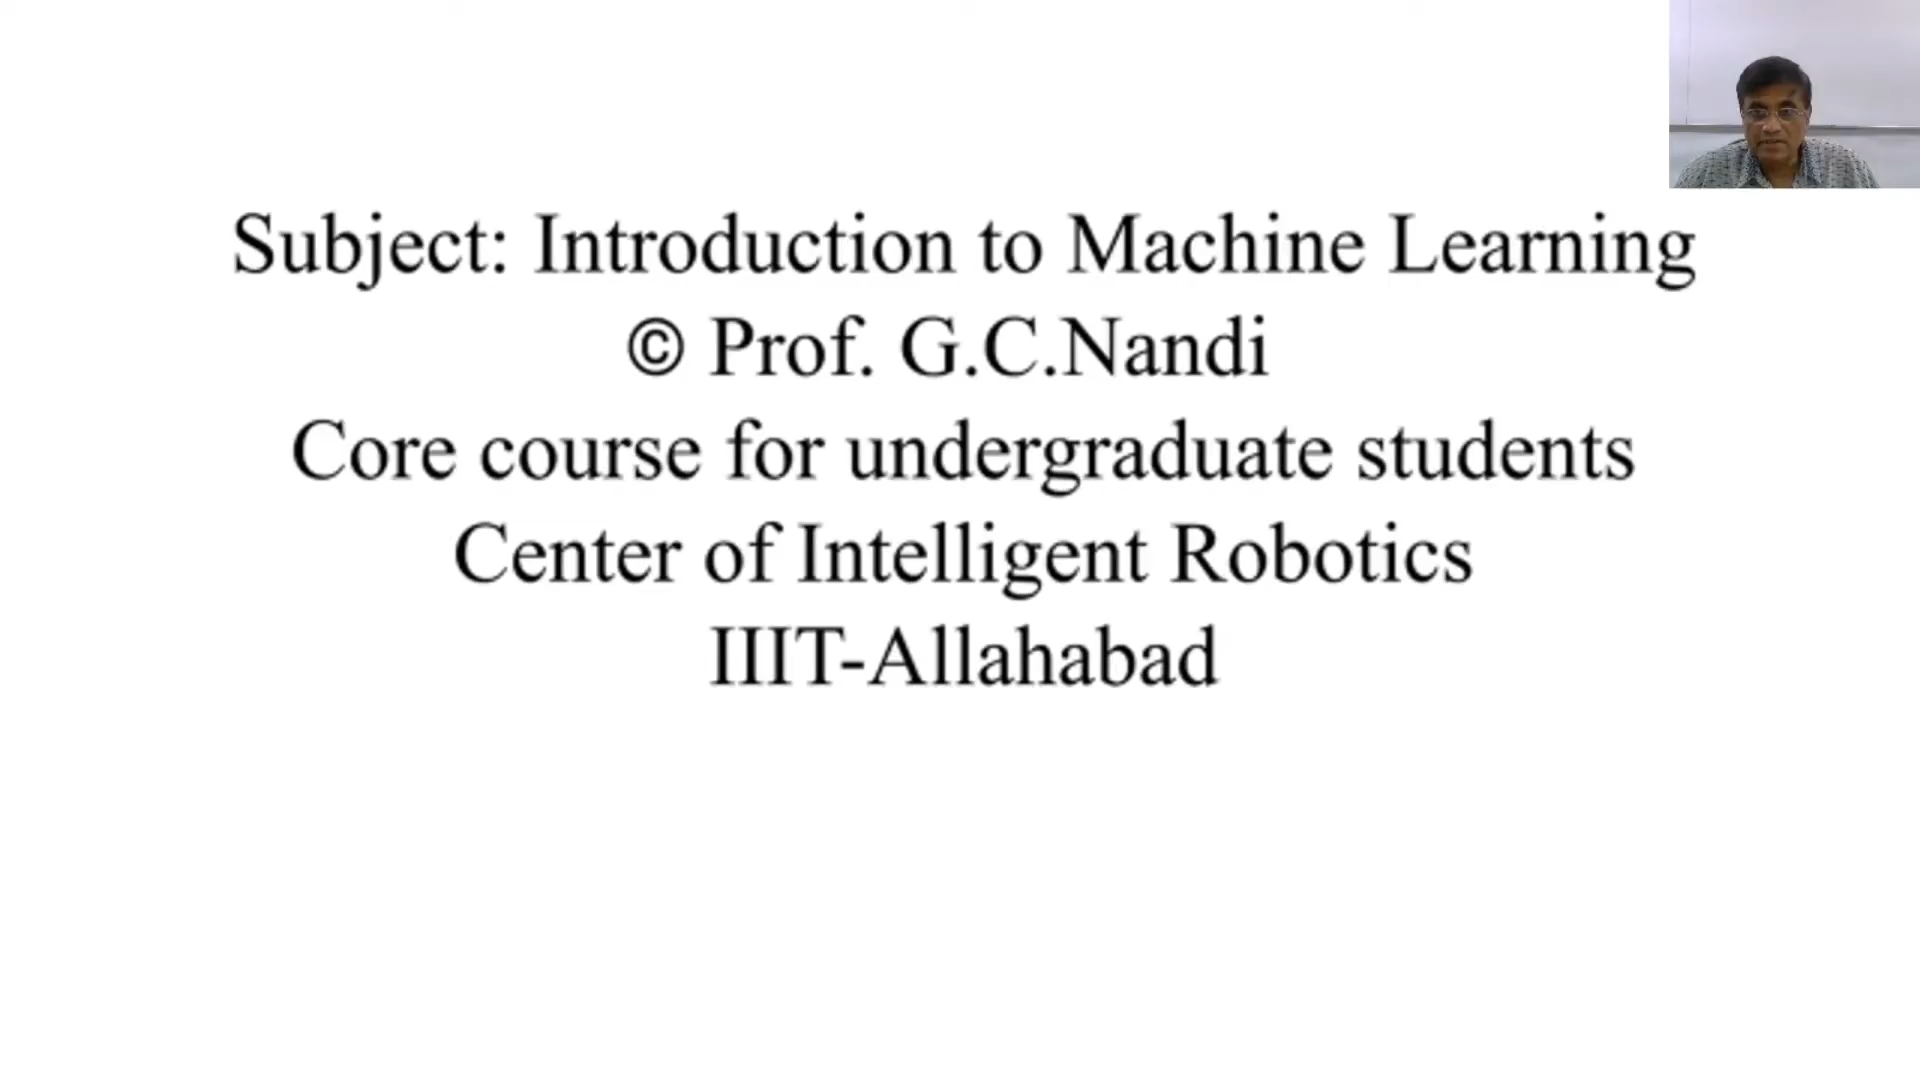 Subject: Introduction to Machine Learning
© Prof. G.C.Nandi
Core course for undergraduate students
Center of Intelligent Robotics
IIIT-Allahabad